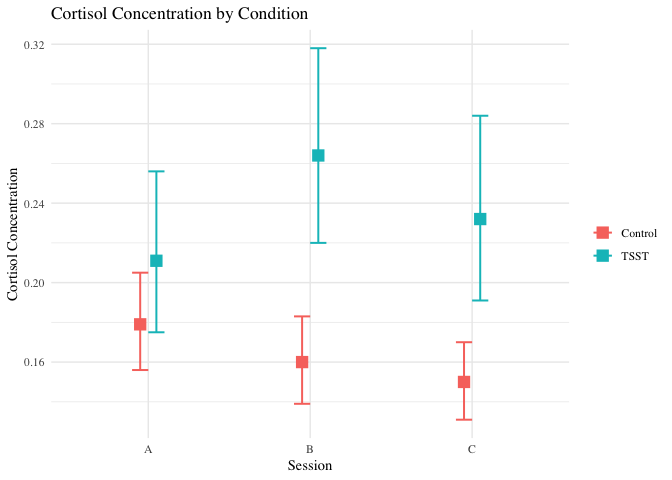 Cortisol Concentration by Condition
Cortisol Concentration
0.32
0.28
0.24
0.20
0.16
A B C
Session
Control
TSST